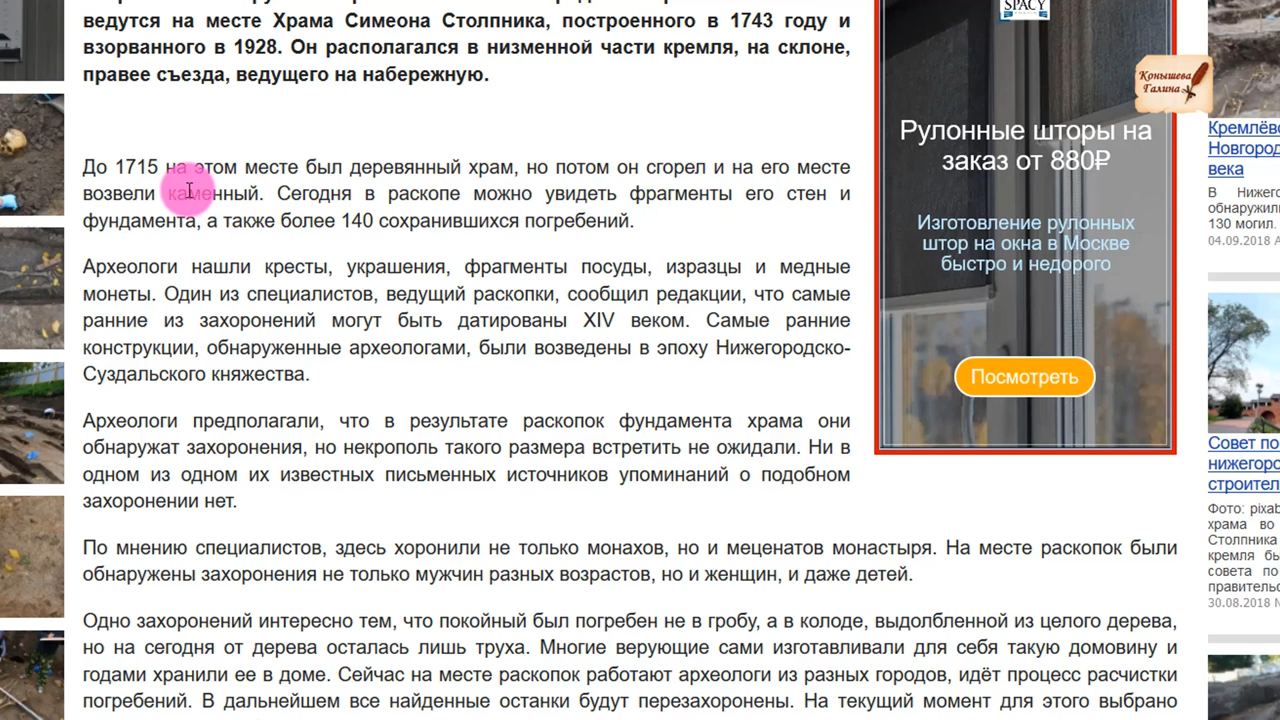 ведутся на месте Храма Симеона Столпника, построенного в 1743 году и
взорванного в 1928. Он располагался в низменной части кремля, на склоне,
правее съезда, ведущего на набережную.
До 1715 на этом месте был деревянный храм, но потом он сгорел и на его месте
возвели каменный. Сегодня в раскопе можно увидеть фрагменты его стен и
фундамента, а также более 140 сохранившихся погребений.
Археологи нашли кресты, украшения, фрагменты посуды, изразцы и медные
монеты. Один из специалистов, ведущий раскопки, сообщил редакции, что самые
ранние из захоронений могут быть датированы XIV веком. Самые ранние
конструкции, обнаруженные археологами, были возведены в эпоху Нижегородско-
Суздальского княжества.
Археологи предполагали, что в результате раскопок фундамента храма они
обнаружат захоронения, но некрополь такого размера встретить не ожидали. Ни в
одном из одном их известных письменных источников упоминаний о подобном
захоронении нет.
По мнению специалистов, здесь хоронили не только монахов, но и меценатов монастыря. На месте раскопок были
обнаружены захоронения не только мужчин разных возрастов, но и женщин, и даже детей.
Одно захоронений интересно тем, что покойный был погребен не в гробу, а в колоде, выдолбленной из целого дерева,
но на сегодня от дерева осталась лишь труха. Многие верующие сами изготавливали для себя такую домовину и
годами хранили ее в доме. Сейчас на месте раскопок работают археологи из разных городов, идёт процесс расчистки
погребений. В дальнейшем все найденные останки будут перезахоронены. На текущий момент для этого выбрано
SPACY
Рулонные шторы на
заказ от 880₽
Изготовление рулонных
штор на окна в Москве
быстро и недорого
Посмотреть
Конышева
Галина
Кремлёвс
Новгород
века
В Нижего
обнаружили
130 могил.
04.09.2018 А
Совет по
нижегоро
строител
Фото: pixab
храма во
Столпника
кремля бы
совета по
правительс
30.08.2018 N